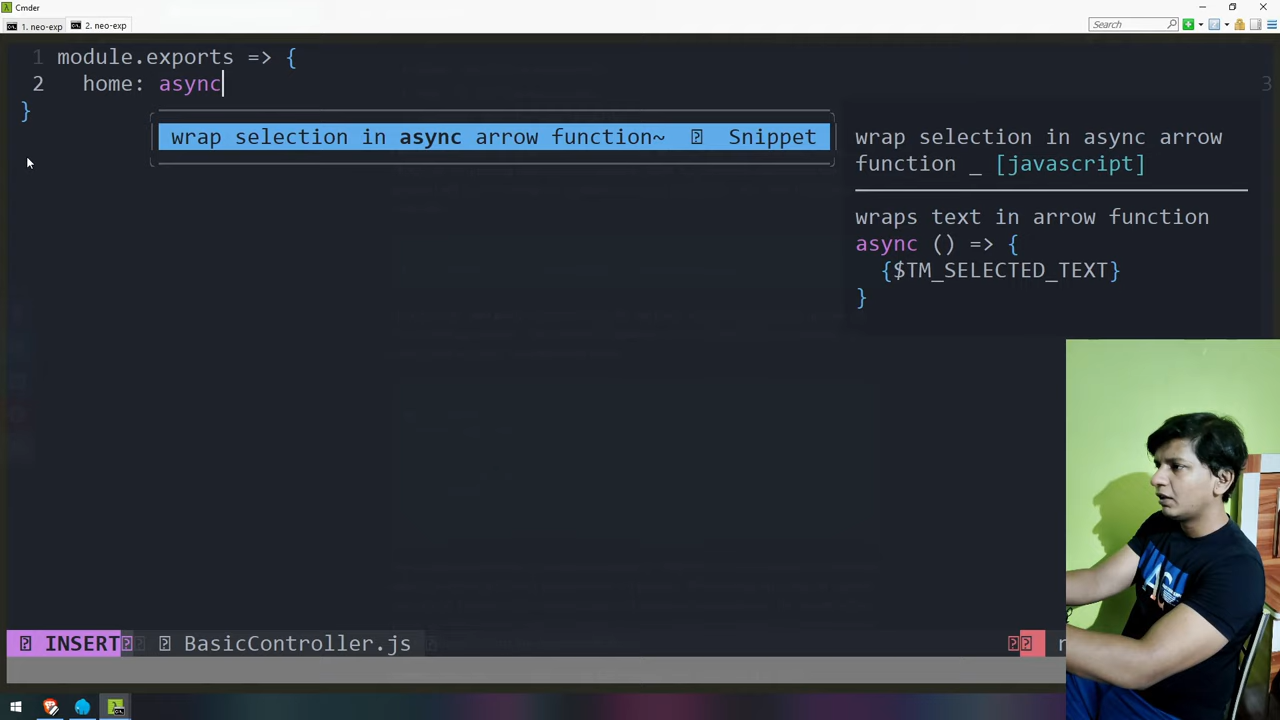 Cmder
1. neo-exp
2. neo-exp
Search
1 module.exports => {
2 home: async
3
}
wrap selection in async arrow function~ Snippet
wrap selection in async arrow
function _ [javascript]
wraps text in arrow function
async () => {
{$TM_SELECTED_TEXT}
}
INSERT BasicController.js